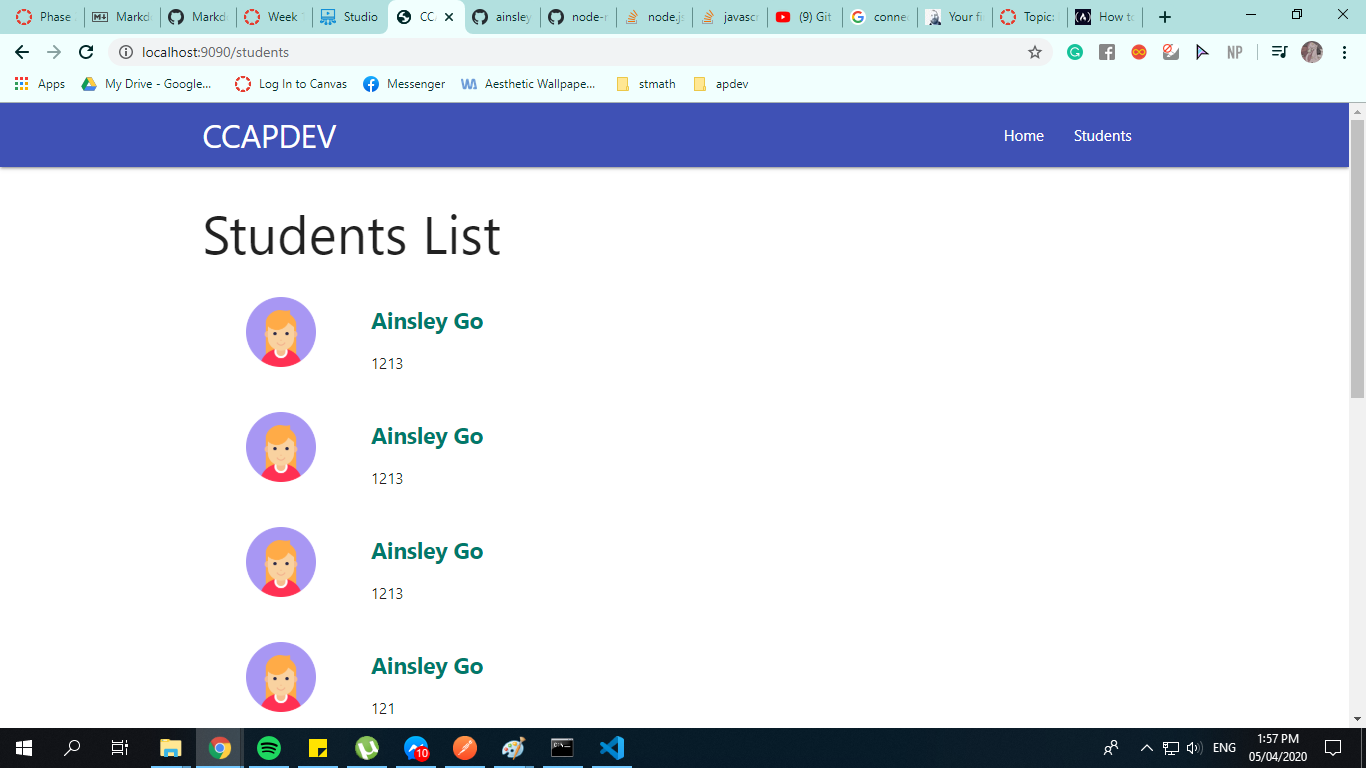 Phase
Markd
Markd
Week
Studio
CCA
ainsley
node-r
node.js
javascr
(9) Git
connec
Your fi
Topic:
How to
localhost:9090/students
NP
Apps
My Drive - Google...
Log In to Canvas
Messenger
Aesthetic Wallpape...
stmath
apdev
CCAPDEV
Home
Students
Students List
Ainsley Go
1213
Ainsley Go
1213
Ainsley Go
1213
Ainsley Go
121
10
ENG
1:57 PM
05/04/2020